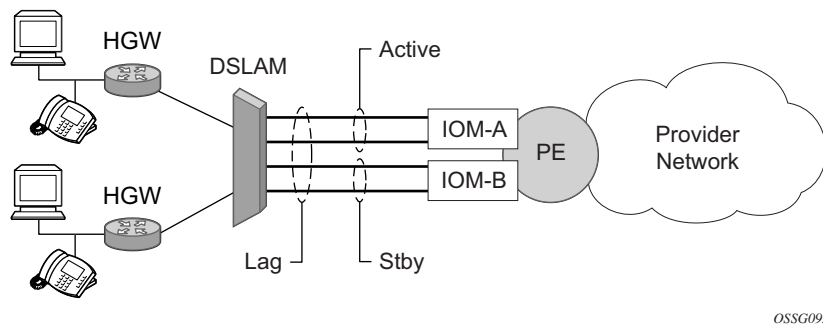 HGW
DSLAM
Active
IOM-A
PE
Provider
Network
IOM-B
HGW
Lag
Stby
OSSG09